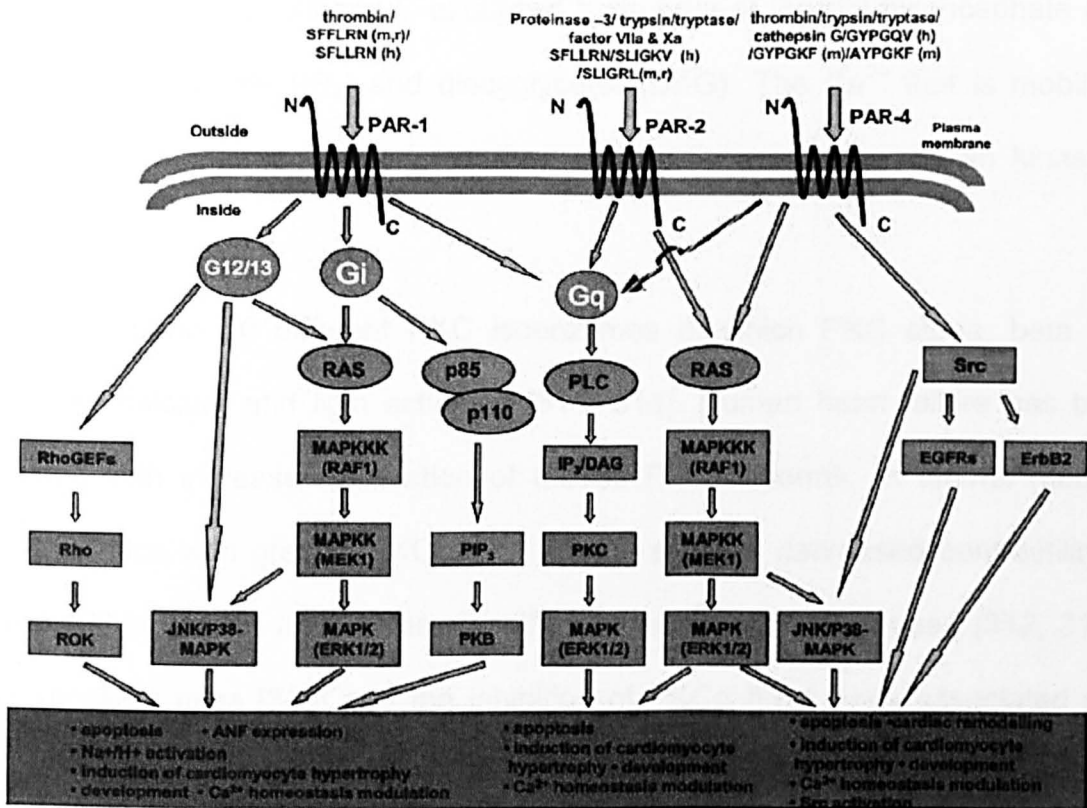 thrombin/
SFFLRN (m,r)/
SFLLRN (h)
Proteinase –3/ trypsin/tryptase/
factor VIIa & Xa
SFLLRN/SLIGKV (h)
/SLIGRL(m,r)
thrombin/trypsin/tryptase/
cathepsin G/GYPGQV (h)
/GYPGKF (m)/AYPGKF (m)
N
PAR-1
N
PAR-2
N
PAR-4
Outside
Plasma
membrane
Inside
C
C
C
G12/13
Gi
Gq
RAS
p85
p110
PLC
RAS
Src
RhoGEFs
MAPKKK
(RAF1)
IP3/DAG
MAPKKK
(RAF1)
EGFRs
ErbB2
Rho
MAPKK
(MEK1)
PIP3
PKC
MAPKK
(MEK1)
ROK
JNK/P38-
MAPK
MAPK
(ERK1/2)
PKB
MAPK
(ERK1/2)
MAPK
(ERK1/2)
JNK/P38-
MAPK
• apoptosis • ANF expression
• Na+/H+ activation
• induction of cardiomyocyte hypertrophy
• development • Ca²⁺ homeostasis modulation
• apoptosis
• induction of cardiomyocyte
hypertrophy • development
• Ca²⁺ homeostasis modulation
• apoptosis •cardiac remodelling
• induction of cardiomyocyte
hypertrophy • development
• Ca²⁺ homeostasis modulation
• Src activation